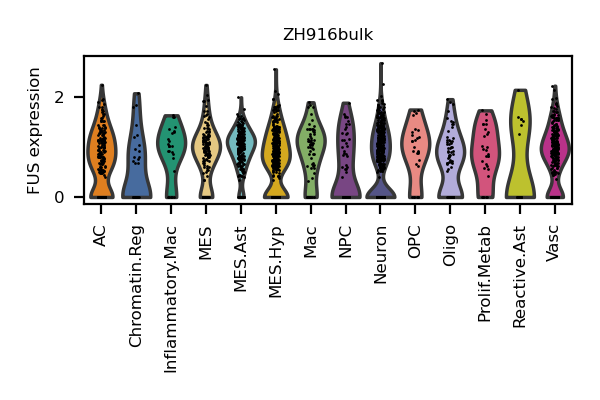 ZH916bulk
FUS expression
2
0
AC
Chromatin.Reg
Inflammatory.Mac
MES
MES.Ast
MES.Hyp
Mac
NPC
Neuron
OPC
Oligo
Prolif.Metab
Reactive.Ast
Vasc